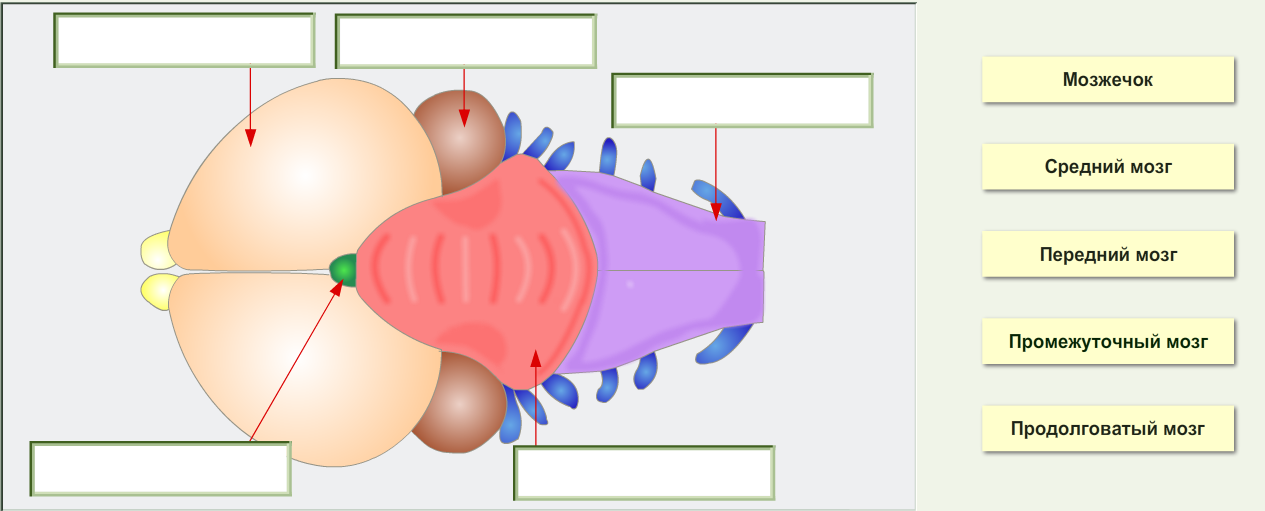 Мозжечок
Средний мозг
Передний мозг
Промежуточный мозг
Продолговатый мозг